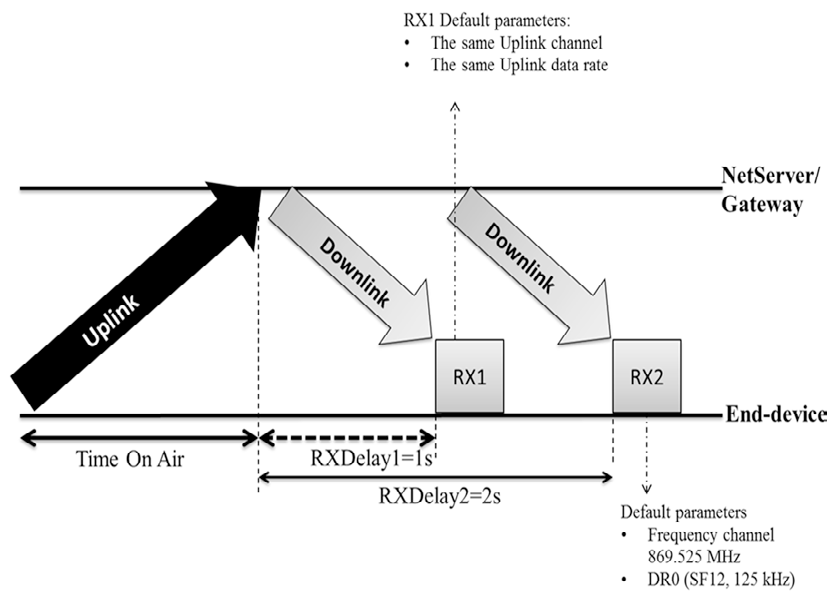 RX1 Default parameters:
• The same Uplink channel
• The same Uplink data rate
NetServer/
Gateway
Uplink
Downlink
Downlink
RX1
RX2
End-device
Time On Air
RXDelay1=1s
RXDelay2=2s
Default parameters
• Frequency channel
869.525 MHz
• DR0 (SF12, 125 kHz)